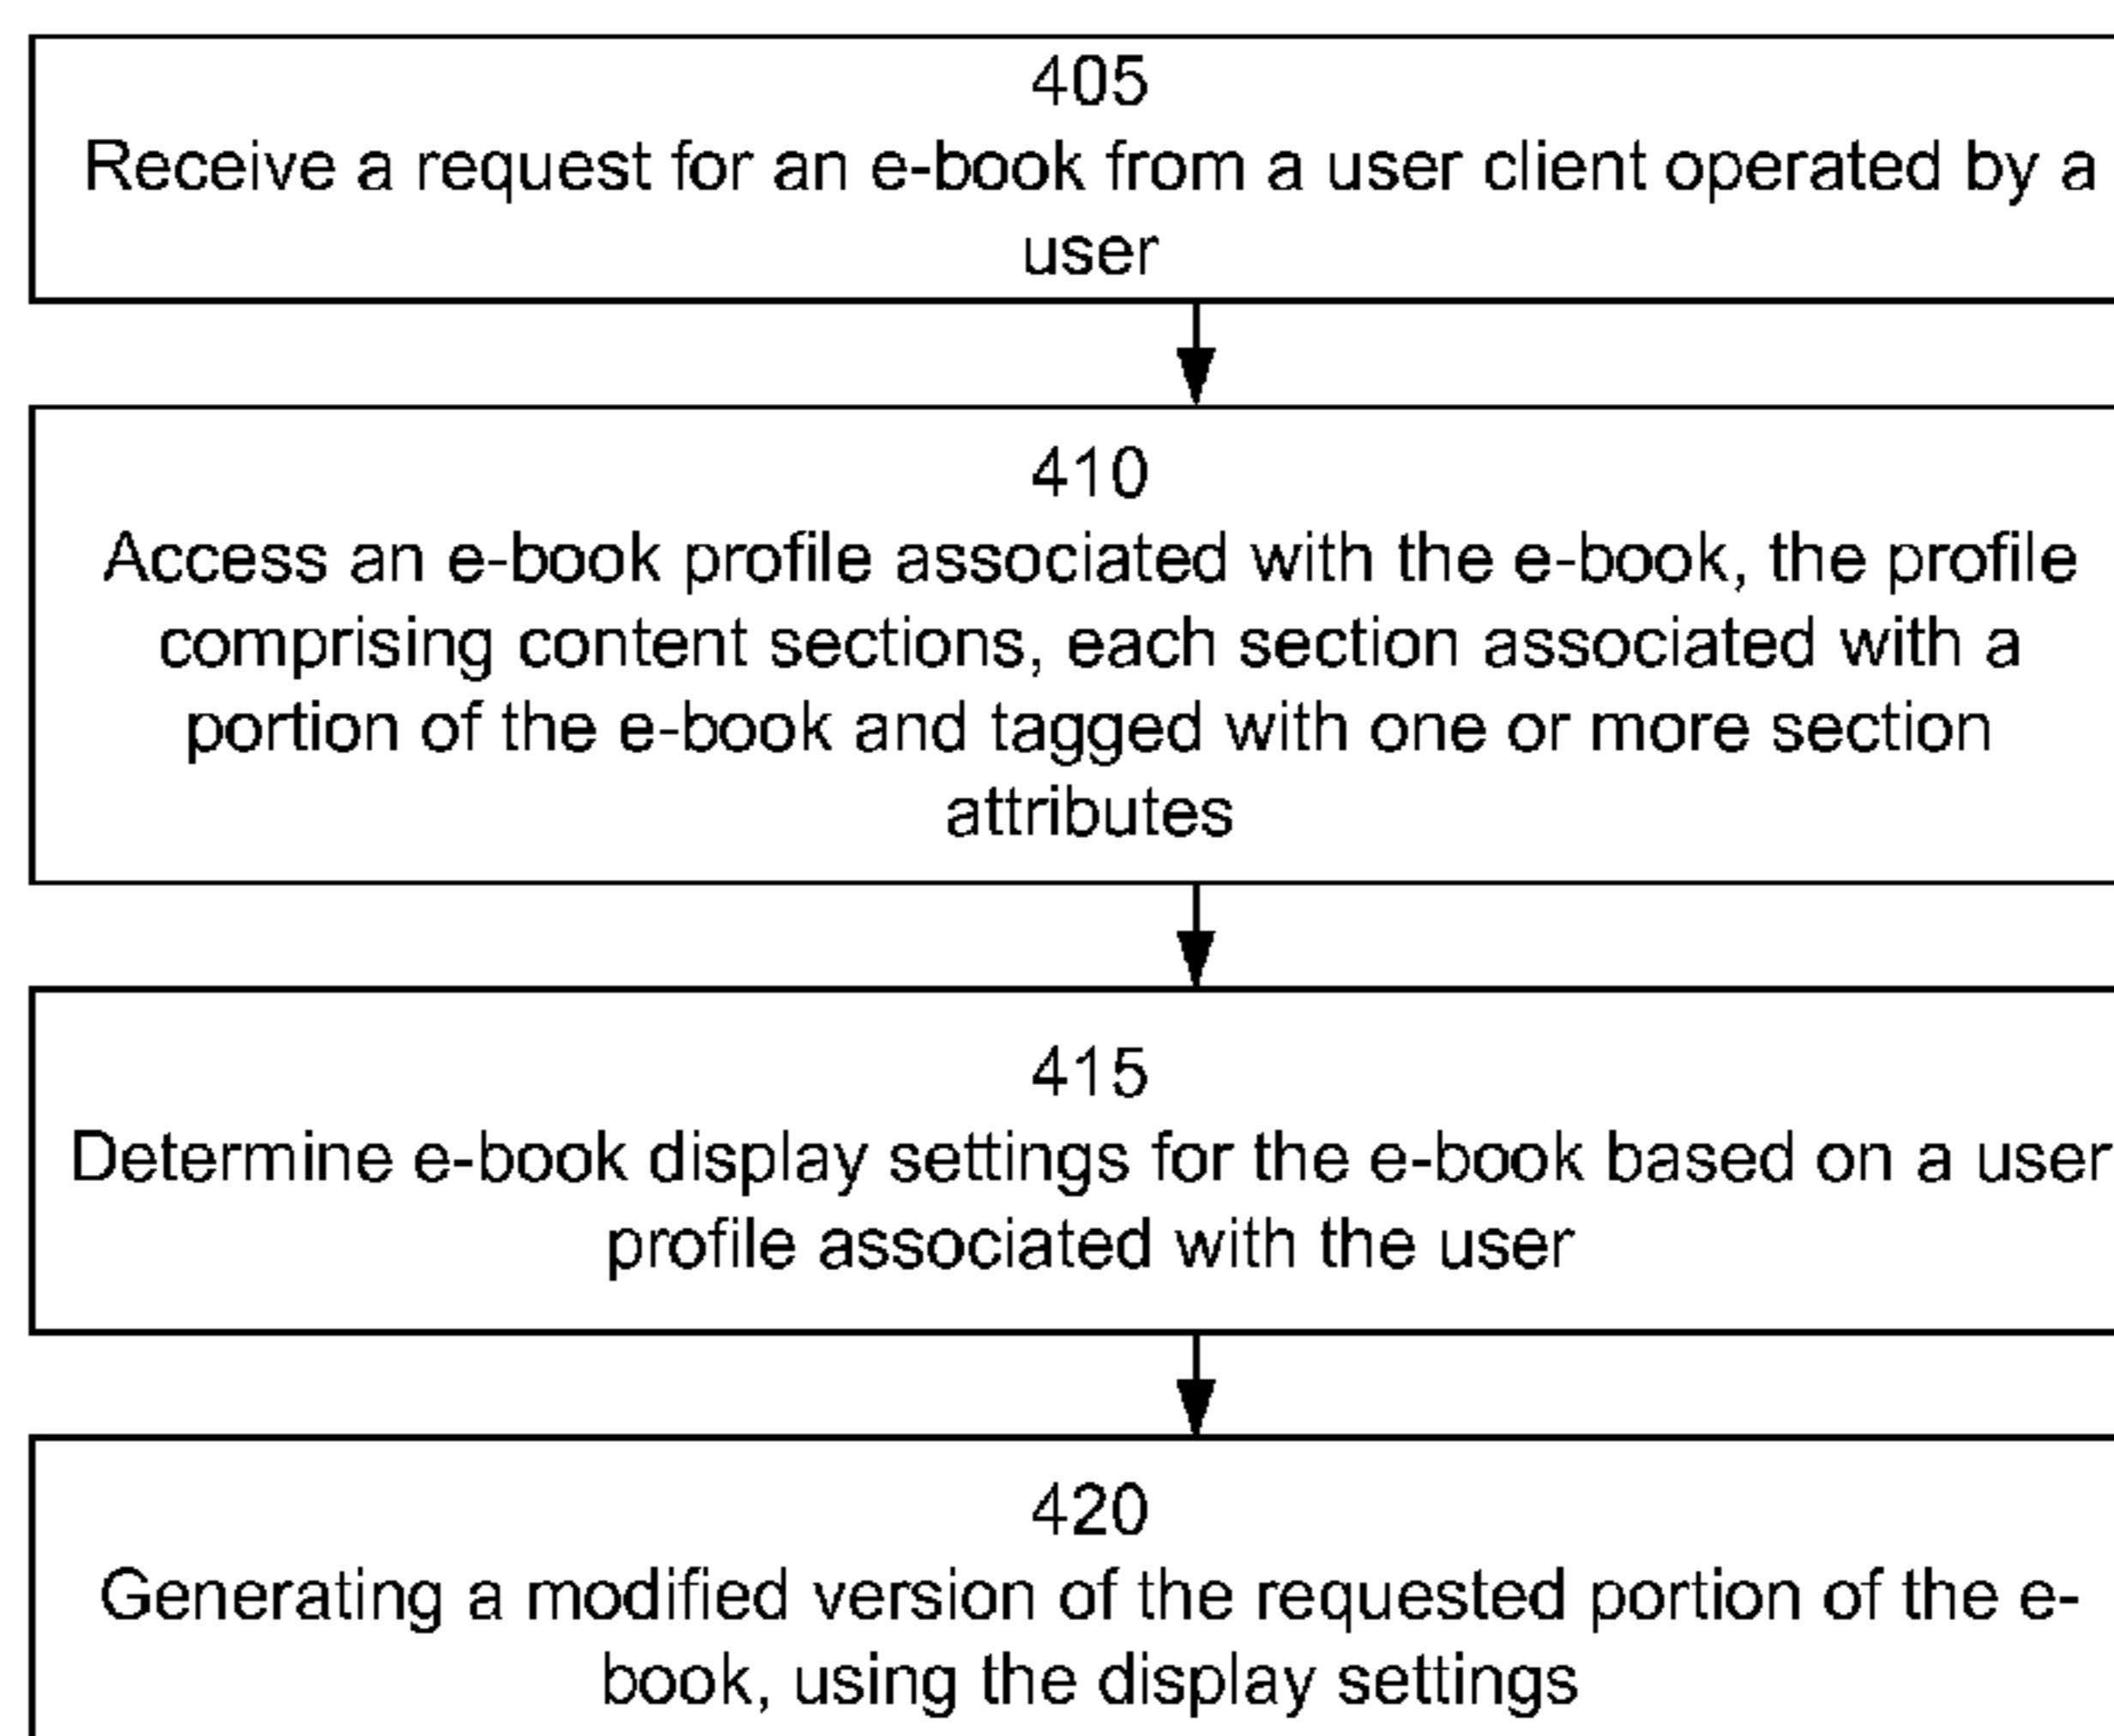 405
Receive a request for an e-book from a user client operated by a
user
410
Access an e-book profile associated with the e-book, the profile
comprising content sections, each section associated with a
portion of the e-book and tagged with one or more section
attributes
415
Determine e-book display settings for the e-book based on a user
profile associated with the user
420
Generating a modified version of the requested portion of the e-
book, using the display settings